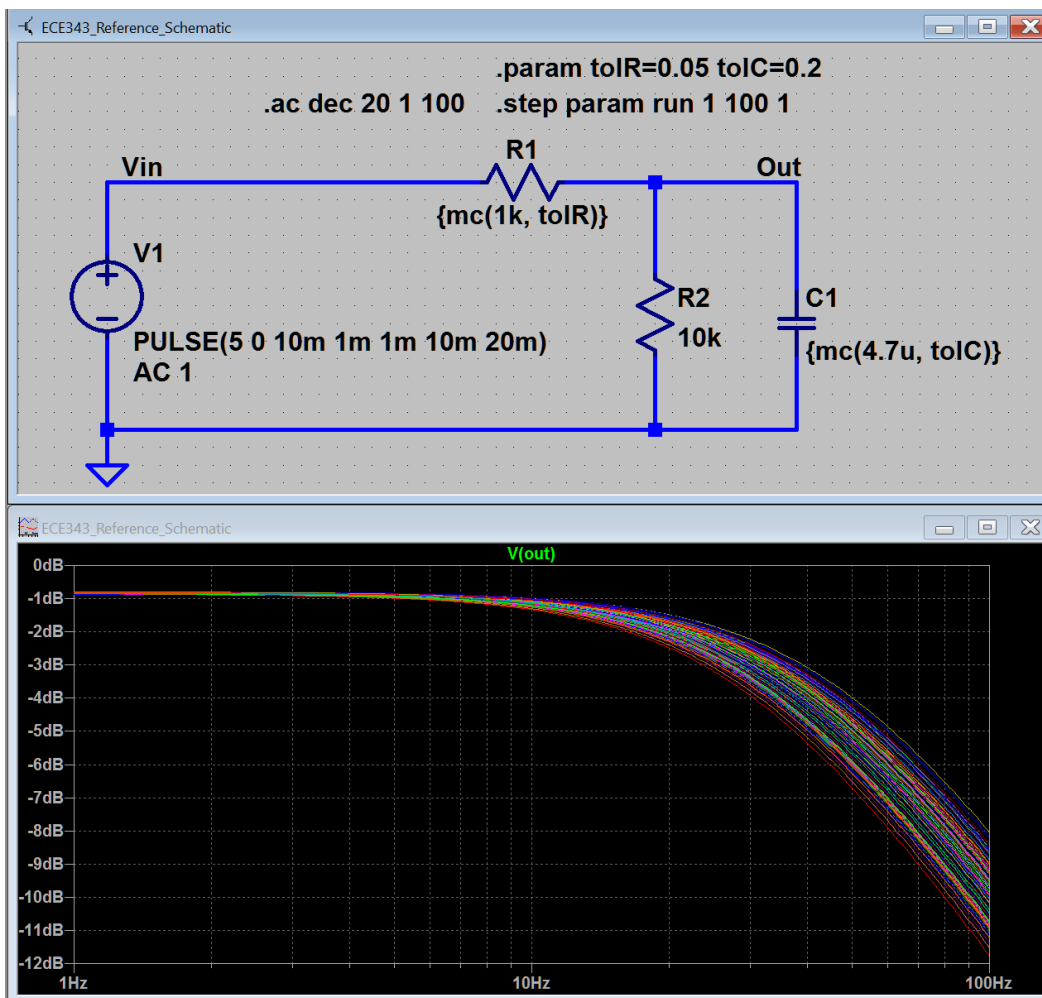 ECE343_Reference_Schematic
.param tolR=0.05 tolC=0.2
.ac dec 20 1 100 .step param run 1 100 1
R1
Vin
Out
{mc(1k, tolR)}
V1
R2
C1
10k
PULSE(5 0 10m 1m 1m 10m 20m)
{mc(4.7u, tolC)}
AC 1
ECE343_Reference_Schematic
V(out)
0dB
-1dB
-2dB
-3dB
-4dB
-5dB
-6dB
-7dB
-8dB
-9dB
-10dB
-11dB
-12dB
1Hz 10Hz 100Hz